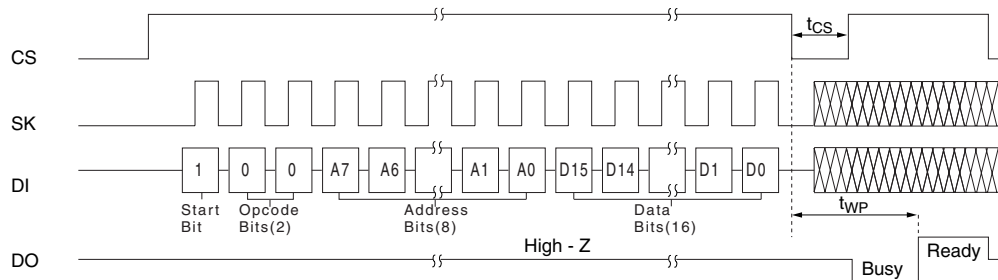 CS
tCS
SK
DI
1 0 0 A7 A6 A1 A0 D15 D14 D1 D0
Start
Bit
Opcode
Bits(2)
Address
Bits(8)
Data
Bits(16)
tWP
DO
High - Z
Busy
Ready